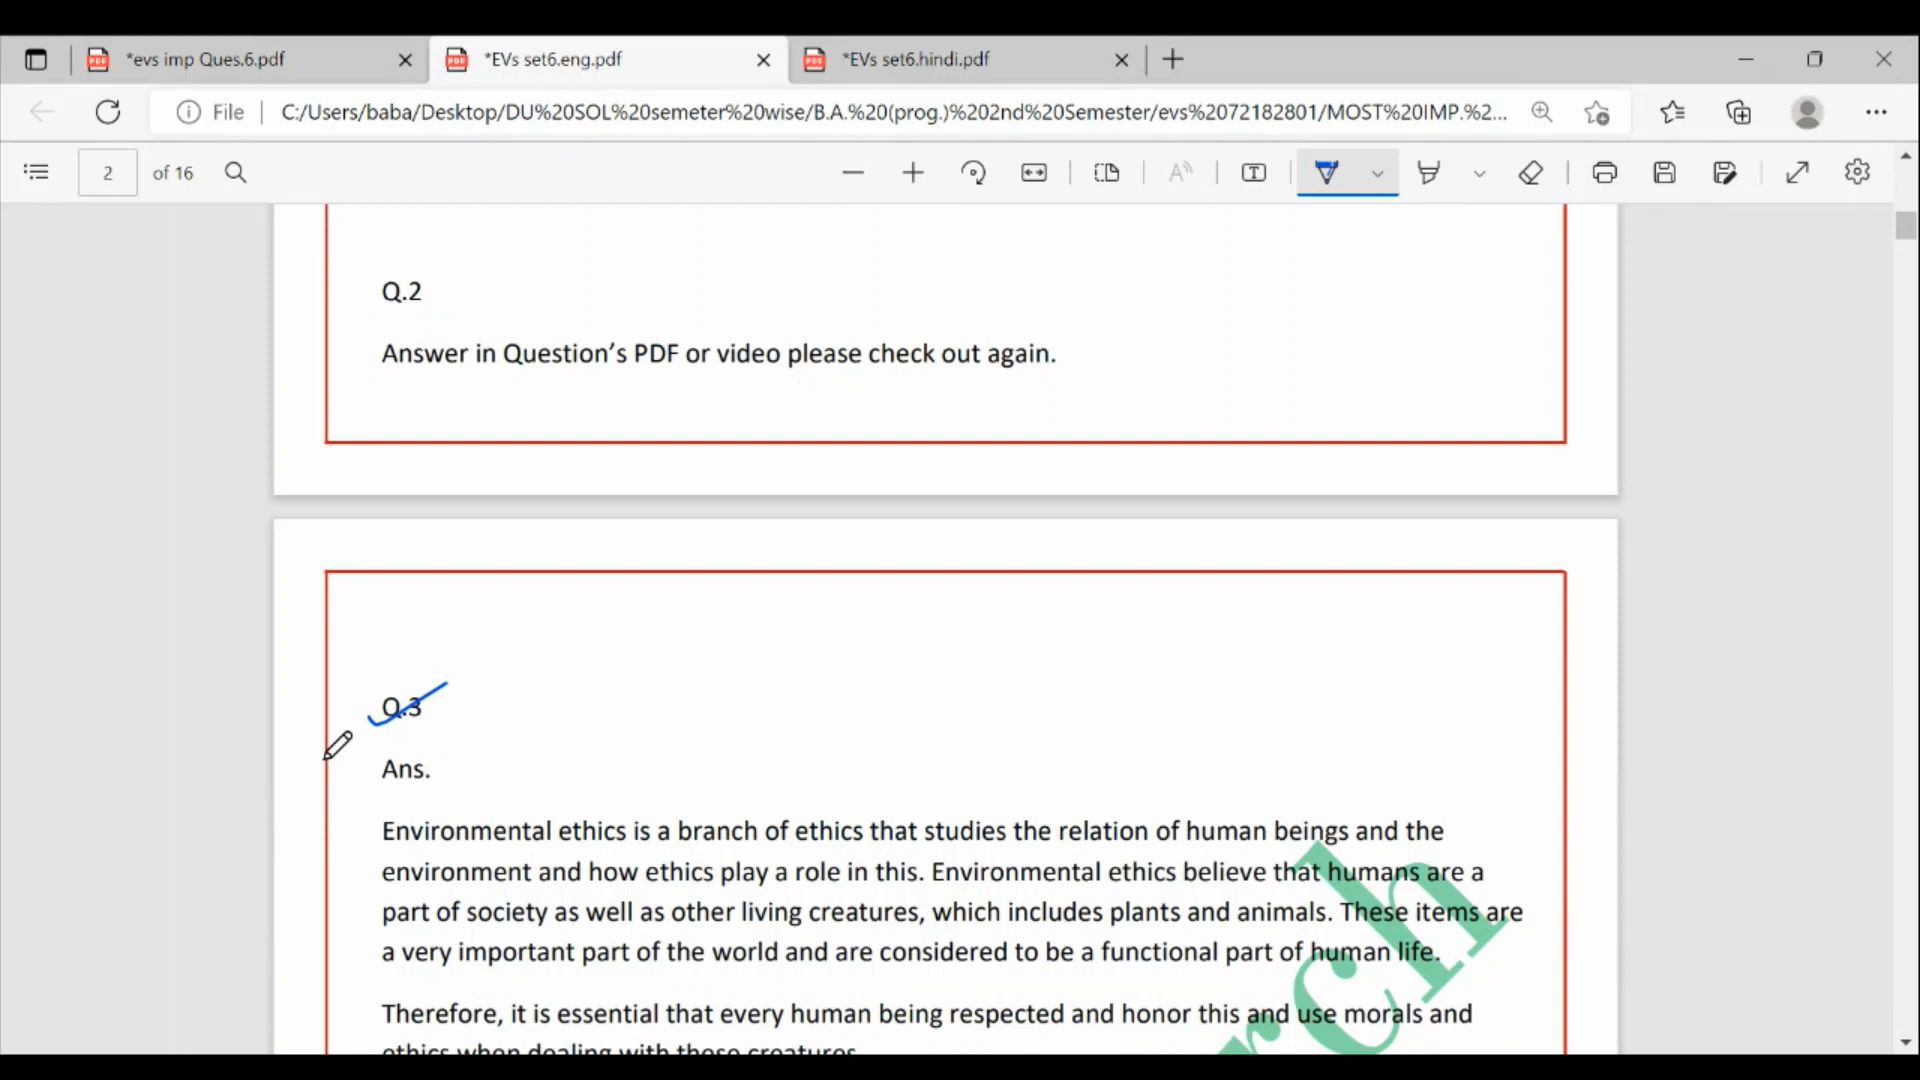 *evs imp Ques.6.pdf
*EVs set6.eng.pdf
*EVs set6.hindi.pdf
File
C:/Users/baba/Desktop/DU%20SOL%20semeter%20wise/B.A.%20(prog.)%202nd%20Semester/evs%2072182801/MOST%20IMP.%2...
2
of 16
Q.2
Answer in Question’s PDF or video please check out again.
Q.3
Ans.
Environmental ethics is a branch of ethics that studies the relation of human beings and the
environment and how ethics play a role in this. Environmental ethics believe that humans are a
part of society as well as other living creatures, which includes plants and animals. These items are
a very important part of the world and are considered to be a functional part of human life.
Therefore, it is essential that every human being respected and honor this and use morals and
ethics when dealing with these creatures.
rch